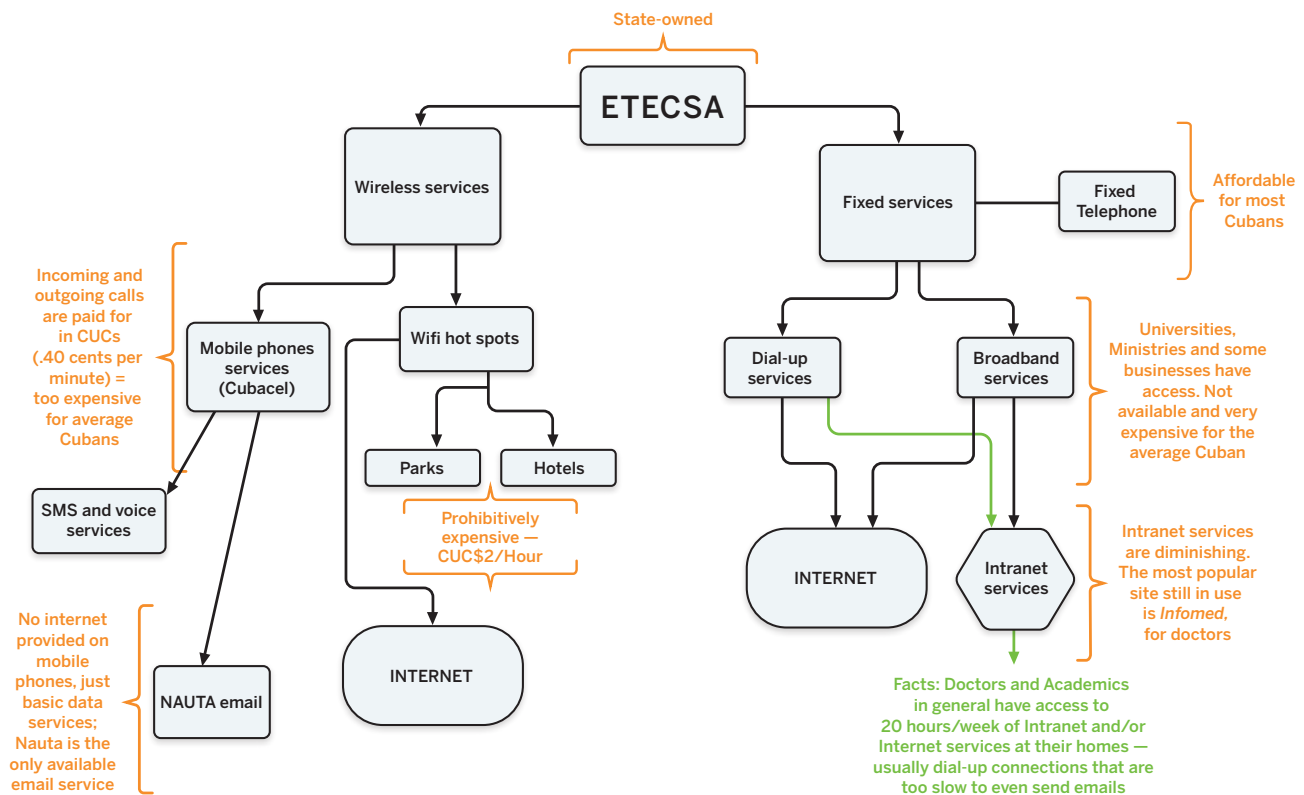 State-owned
ETECSA
Wireless services
Fixed services
Fixed
Telephone
Affordable
for most
Cubans
Incoming and
outgoing calls
are paid for
in CUCs
(.40 cents per
minute) =
too expensive
for average
Cubans
Mobile phones
services
(Cubacel)
Wifi hot spots
Dial-up
services
Broadband
services
Universities,
Ministries and some
businesses have
access. Not
available and very
expensive for the
average Cuban
Parks
Hotels
Prohibitively
expensive —
CUC$2/Hour
SMS and voice
services
INTERNET
Intranet
services
Intranet services
are diminishing.
The most popular
site still in use
is Infomed,
for doctors
No internet
provided on
mobile
phones, just
basic data
services;
Nauta is the
only available
email service
NAUTA email
INTERNET
Facts: Doctors and Academics
in general have access to
20 hours/week of Intranet and/or
Internet services at their homes —
usually dial-up connections that are
too slow to even send emails